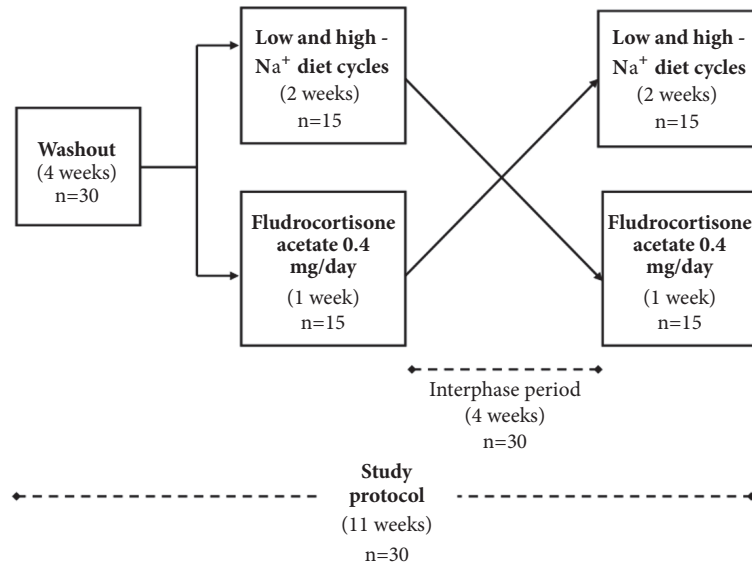 Washout
(4 weeks)
n=30
Low and high -
Na⁺ diet cycles
(2 weeks)
n=15
Fludrocortisone
acetate 0.4
mg/day
(1 week)
n=15
Low and high -
Na⁺ diet cycles
(2 weeks)
n=15
Fludrocortisone
acetate 0.4
mg/day
(1 week)
n=15
Interphase period
(4 weeks)
n=30
Study
protocol
(11 weeks)
n=30